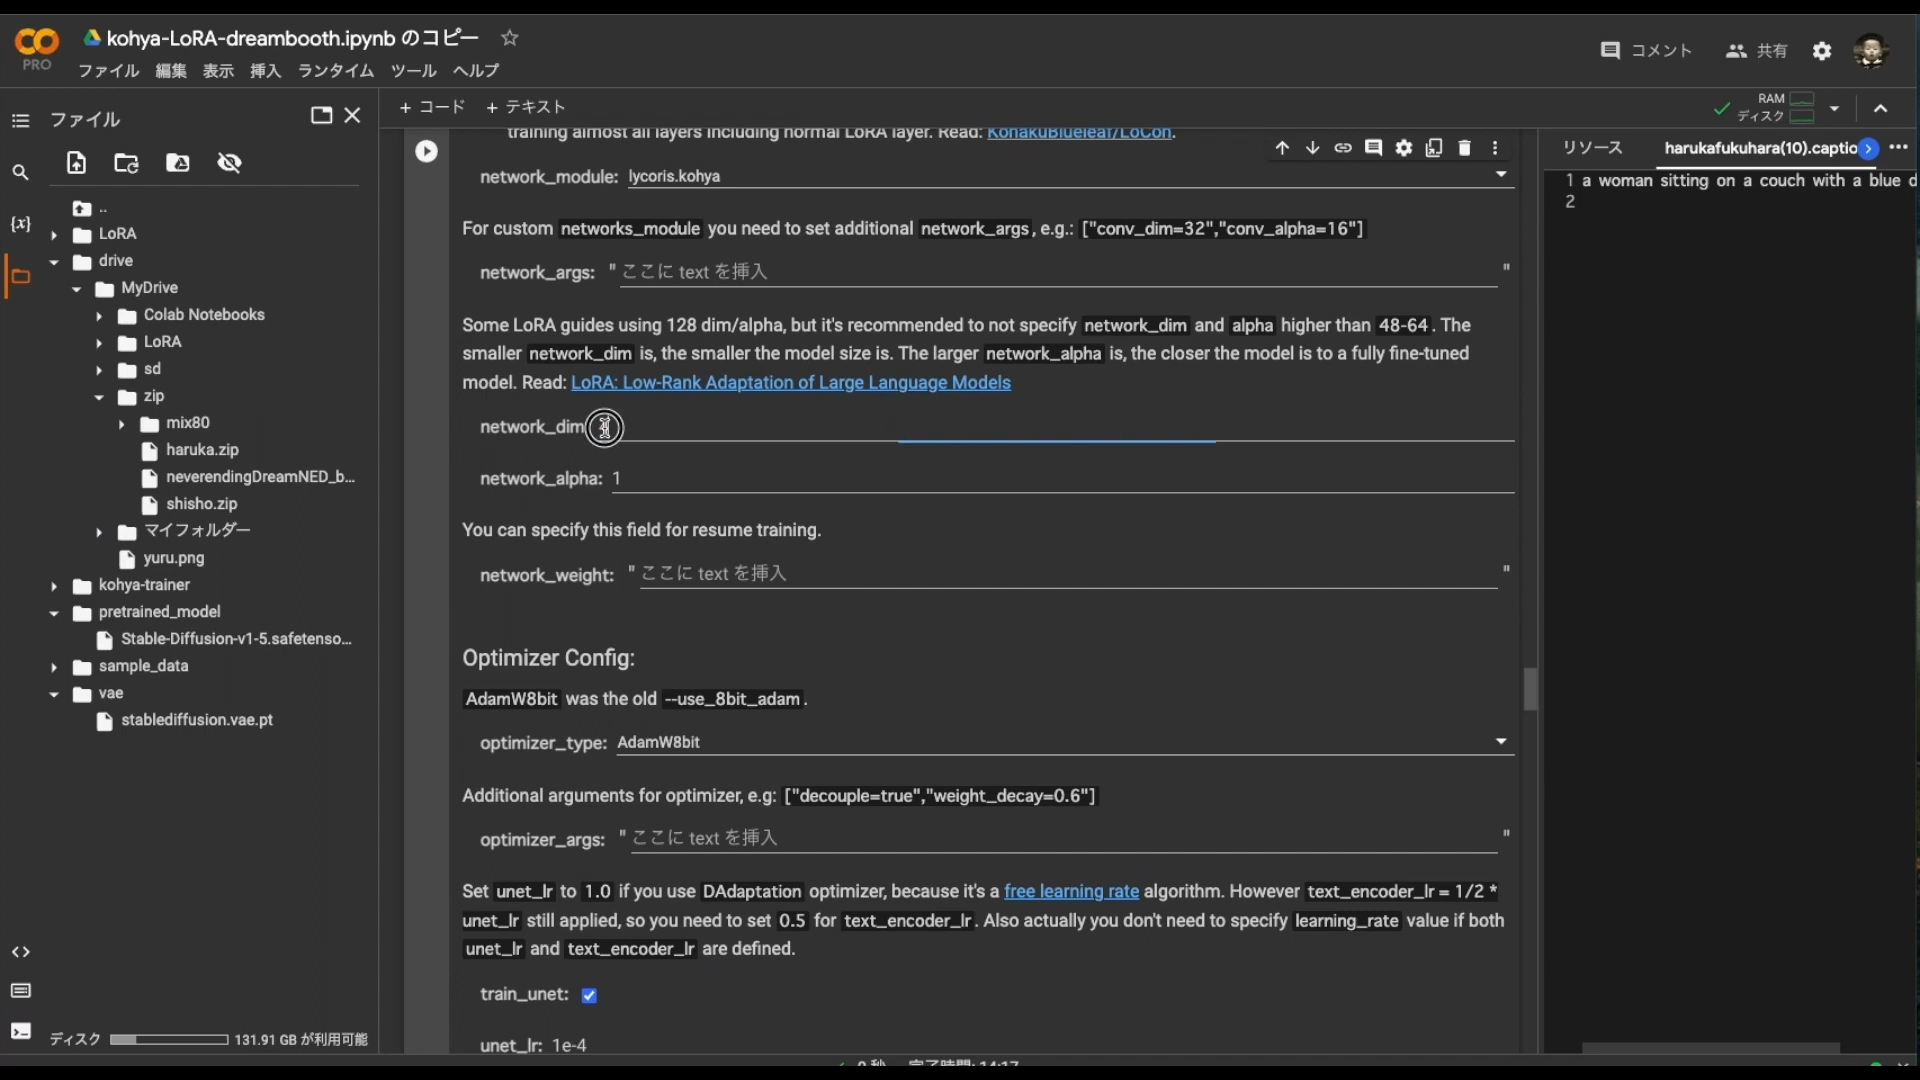 kohya-LoRA-dreambooth.ipynb のコピー
PRO
ファイル 編集 表示 挿入 ランタイム ツール ヘルプ
コメント
共有
ファイル
+ コード + テキスト
RAM
ディスク
..
LoRA
drive
MyDrive
Colab Notebooks
LoRA
sd
zip
mix80
haruka.zip
neverendingDreamNED_b...
shisho.zip
マイフォルダー
yuru.png
kohya-trainer
pretrained_model
Stable-Diffusion-v1-5.safetenso...
sample_data
vae
stablediffusion.vae.pt
{x}
<>
ディスク 131.91 GB が利用可能
training almost all layers including normal LoRA layer. Read: KohakuBlueleaf/LoCon.
network_module: lycoris.kohya
For custom networks_module you need to set additional network_args, e.g.: ["conv_dim=32","conv_alpha=16"]
network_args: " ここに text を挿入 "
Some LoRA guides using 128 dim/alpha, but it's recommended to not specify network_dim and alpha higher than 48-64. The
smaller network_dim is, the smaller the model size is. The larger network_alpha is, the closer the model is to a fully fine-tuned
model. Read: LoRA: Low-Rank Adaptation of Large Language Models
network_dim
network_alpha: 1
You can specify this field for resume training.
network_weight: " ここに text を挿入 "
Optimizer Config:
AdamW8bit was the old --use_8bit_adam.
optimizer_type: AdamW8bit
Additional arguments for optimizer, e.g: ["decouple=true","weight_decay=0.6"]
optimizer_args: " ここに text を挿入 "
Set unet_lr to 1.0 if you use DAdaptation optimizer, because it's a free learning rate algorithm. However text_encoder_lr = 1/2 *
unet_lr still applied, so you need to set 0.5 for text_encoder_lr. Also actually you don't need to specify learning_rate value if both
unet_lr and text_encoder_lr are defined.
train_unet:
unet_lr: 1e-4
0 秒 完了時間: 14:17
リソース harukafukuhara(10).captio
1 a woman sitting on a couch with a blue d
2